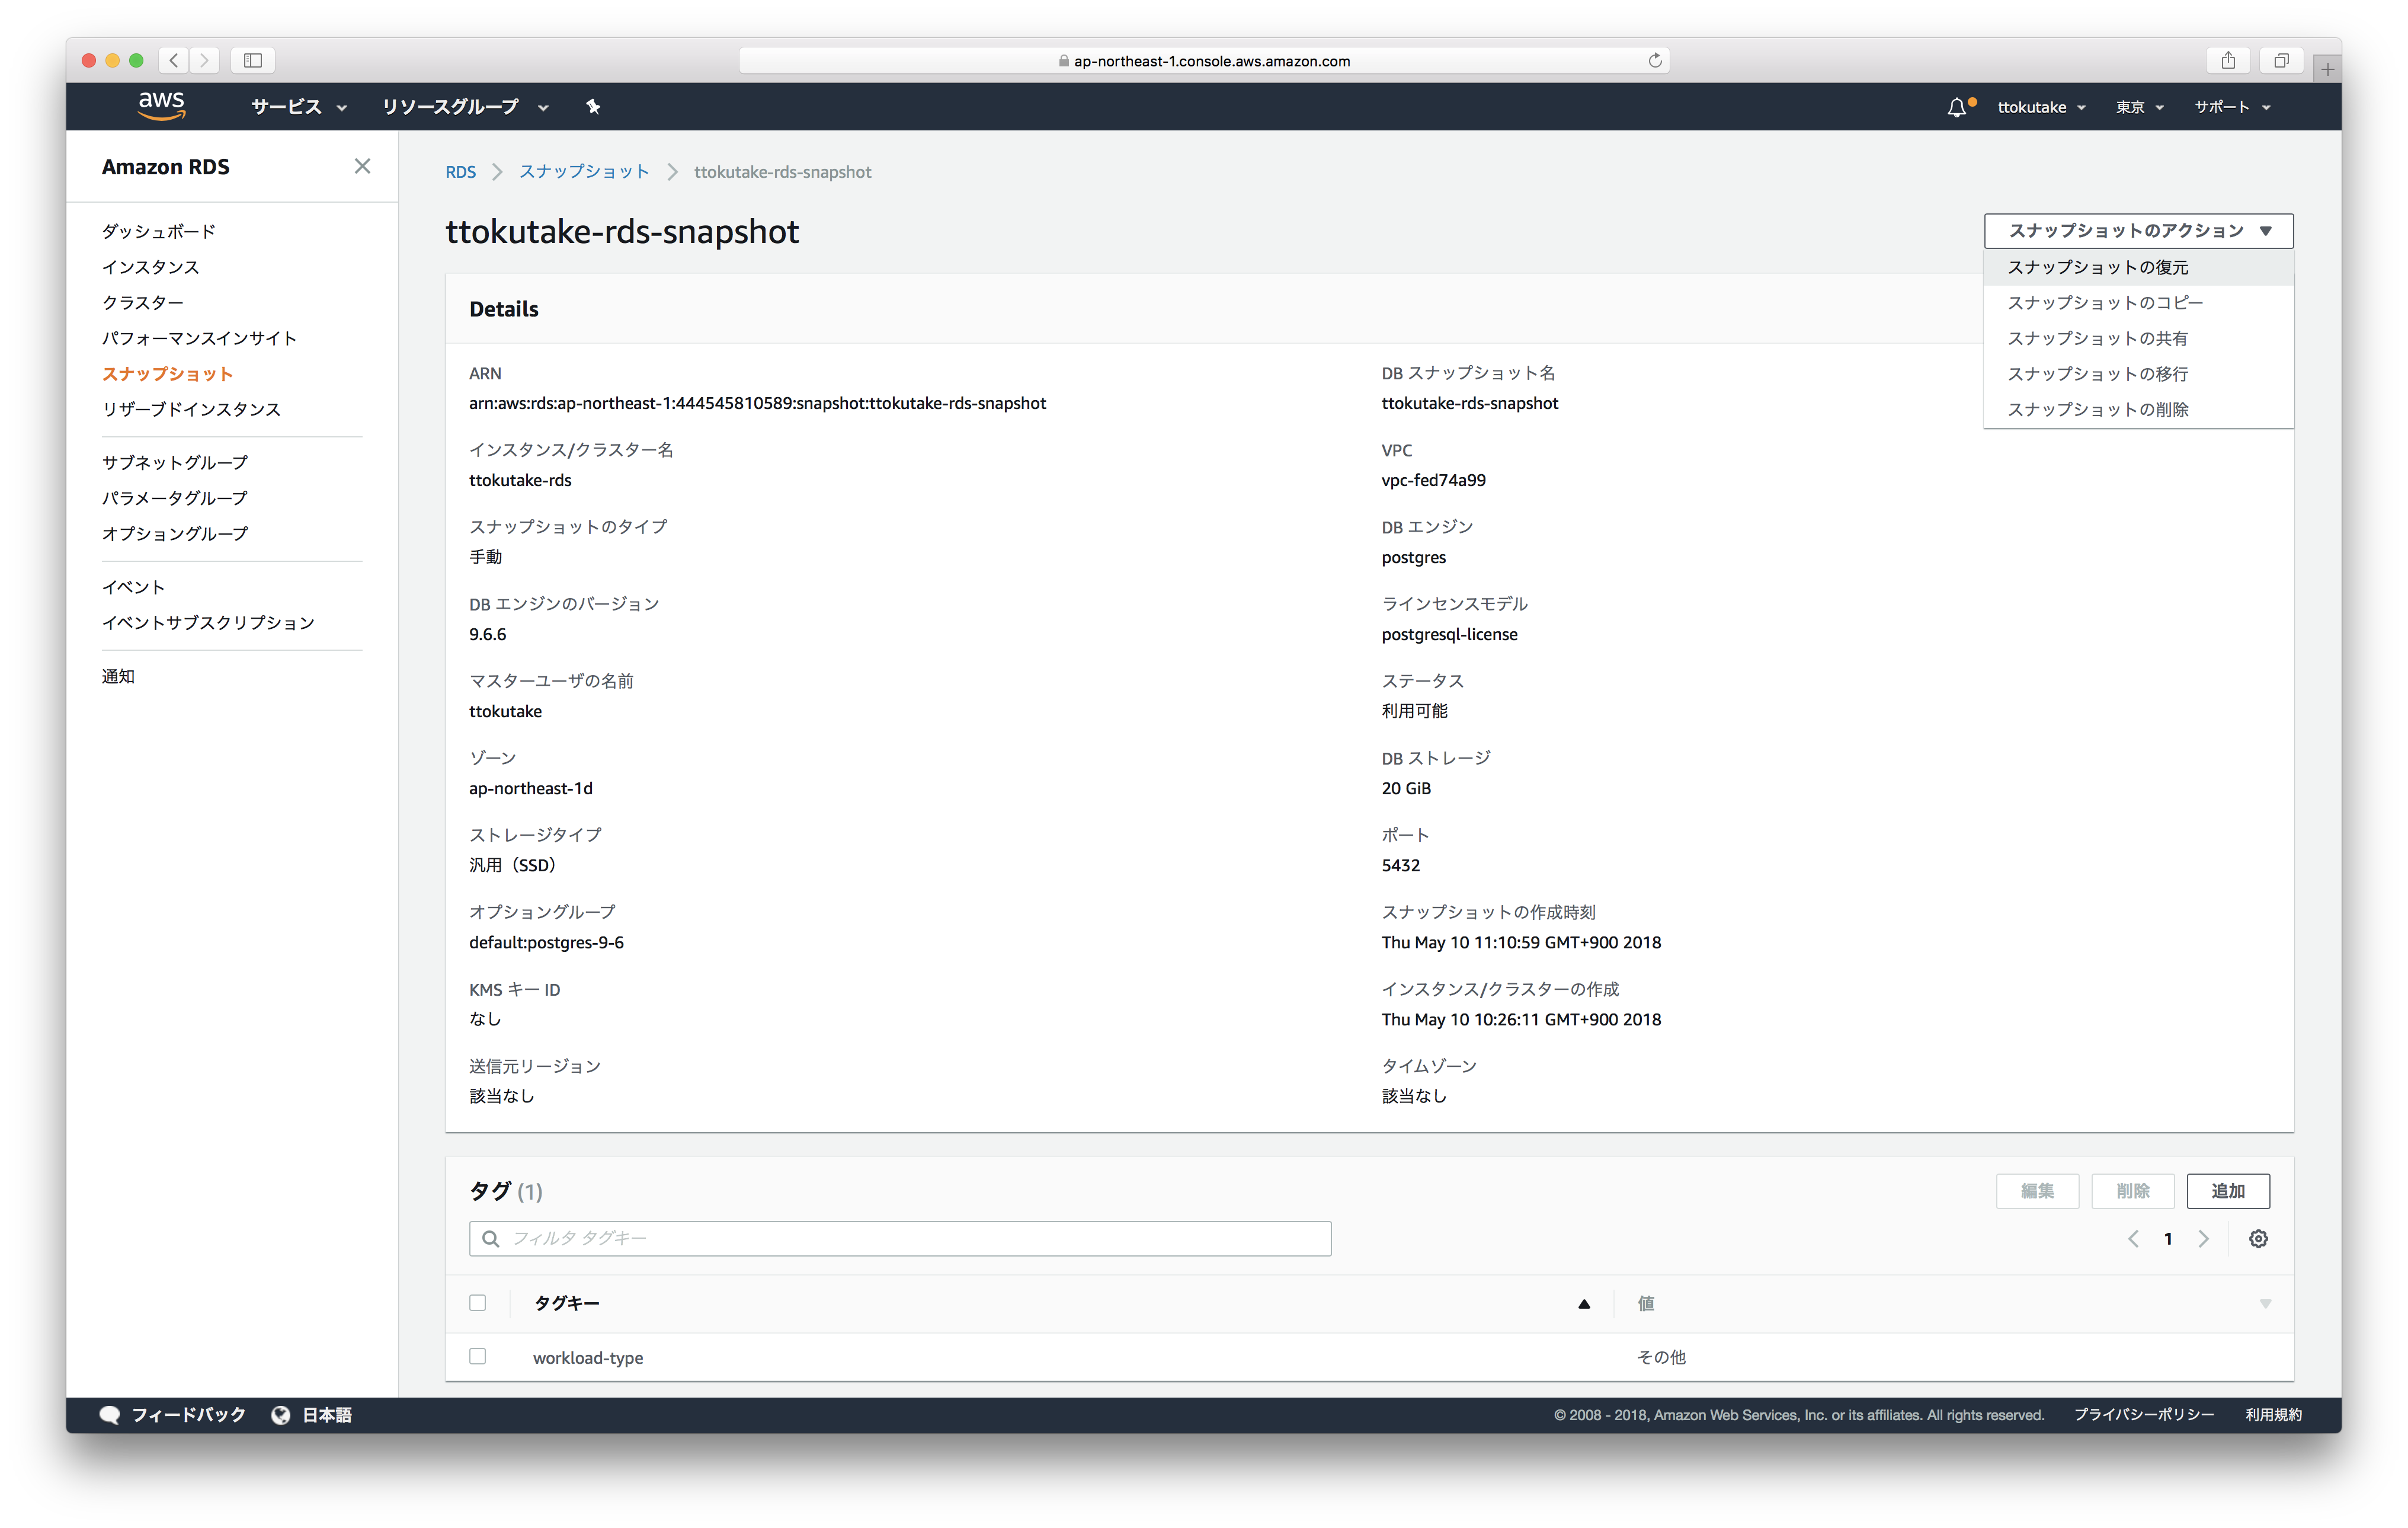 ap-northeast-1.console.aws.amazon.com
aws サービス リソースグループ ttokutake 東京 サポート
Amazon RDS
ダッシュボード
インスタンス
クラスター
パフォーマンスインサイト
スナップショット
リザーブドインスタンス
サブネットグループ
パラメータグループ
オプショングループ
イベント
イベントサブスクリプション
通知
RDS スナップショット ttokutake-rds-snapshot
ttokutake-rds-snapshot
スナップショットのアクション
スナップショットの復元
スナップショットのコピー
スナップショットの共有
スナップショットの移行
スナップショットの削除
Details
ARN
arn:aws:rds:ap-northeast-1:444545810589:snapshot:ttokutake-rds-snapshot
インスタンス/クラスター名
ttokutake-rds
スナップショットのタイプ
手動
DB エンジンのバージョン
9.6.6
マスターユーザの名前
ttokutake
ゾーン
ap-northeast-1d
ストレージタイプ
汎用（SSD）
オプショングループ
default:postgres-9-6
KMS キー ID
なし
送信元リージョン
該当なし
DB スナップショット名
ttokutake-rds-snapshot
VPC
vpc-fed74a99
DB エンジン
postgres
ラインセンスモデル
postgresql-license
ステータス
利用可能
DB ストレージ
20 GiB
ポート
5432
スナップショットの作成時刻
Thu May 10 11:10:59 GMT+900 2018
インスタンス/クラスターの作成
Thu May 10 10:26:11 GMT+900 2018
タイムゾーン
該当なし
タグ (1)
編集 削除 追加
フィルタ タグキー
1
タグキー 値
workload-type その他
フィードバック 日本語
© 2008 - 2018, Amazon Web Services, Inc. or its affiliates. All rights reserved. プライバシーポリシー 利用規約